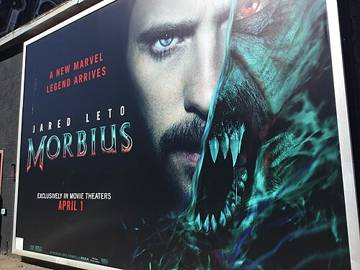 A NEW MARVEL
LEGEND ARRIVES
JARED LETO
MORBIUS
EXCLUSIVELY IN MOVIE THEATERS
APRIL 1